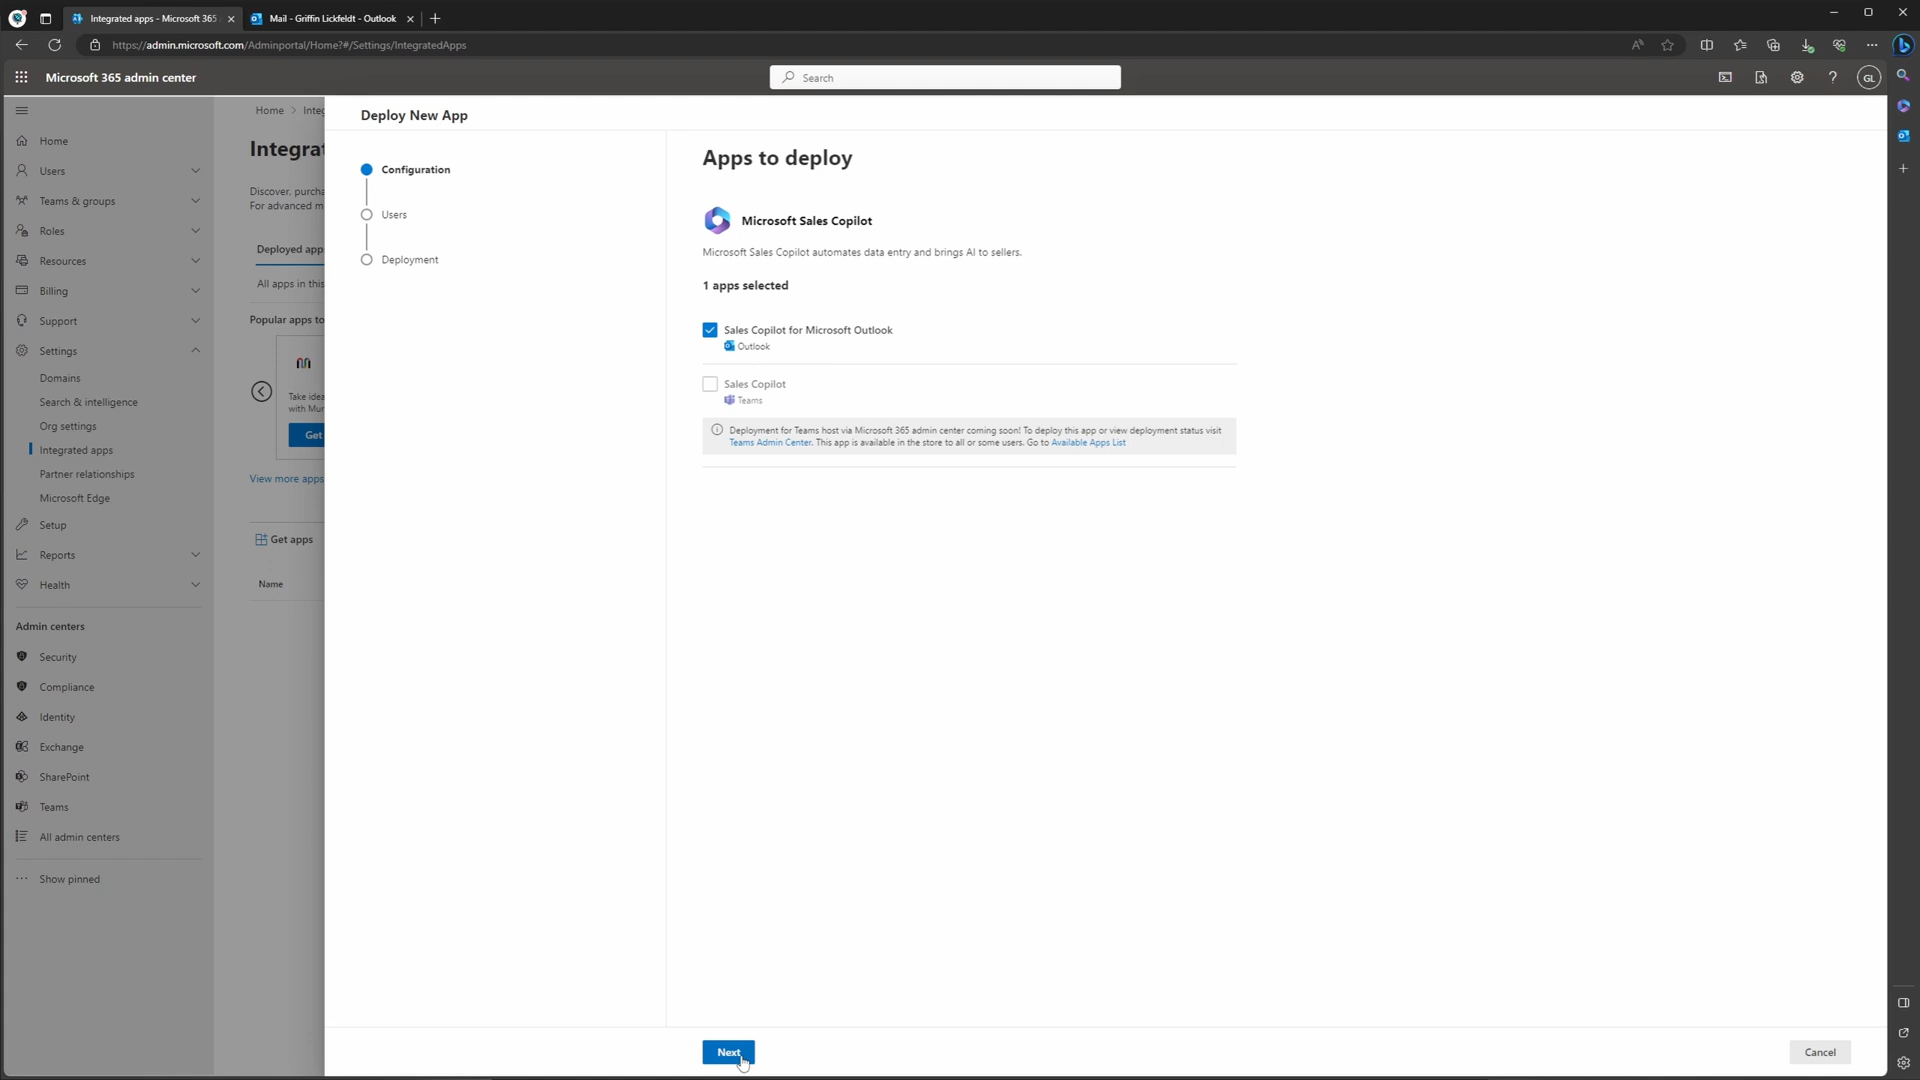 Integrated apps - Microsoft 365
Mail - Griffin Lickfeldt - Outlook
https://admin.microsoft.com/Adminportal/Home?#/Settings/IntegratedApps
Microsoft 365 admin center
Search
GL
Home
Users
Teams & groups
Roles
Resources
Billing
Support
Settings
Domains
Search & intelligence
Org settings
Integrated apps
Partner relationships
Microsoft Edge
Setup
Reports
Health
Admin centers
Security
Compliance
Identity
Exchange
SharePoint
Teams
All admin centers
Show pinned
Home > Integ
Integrat
Discover, purcha
For advanced m
Deployed app
All apps in this
Popular apps to
Take idea
with Mur
Get
View more apps
Get apps
Name
Deploy New App
Configuration
Users
Deployment
Apps to deploy
Microsoft Sales Copilot
Microsoft Sales Copilot automates data entry and brings AI to sellers.
1 apps selected
Sales Copilot for Microsoft Outlook
Outlook
Sales Copilot
Teams
Deployment for Teams host via Microsoft 365 admin center coming soon! To deploy this app or view deployment status visit
Teams Admin Center. This app is available in the store to all or some users. Go to Available Apps List
Next
Cancel